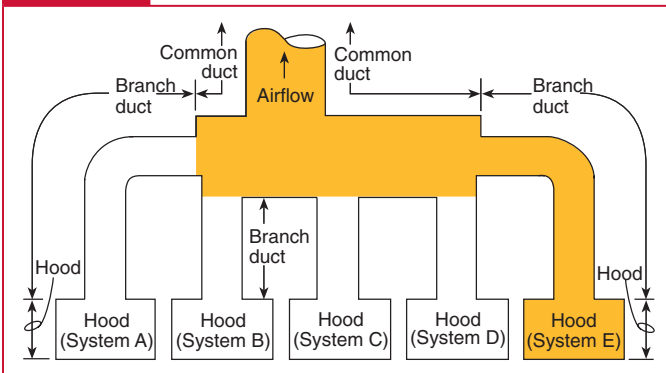 Common
duct
Common
duct
Branch
duct
Airflow
Branch
duct
Branch
duct
Hood
Hood
Hood
(System A)
Hood
(System B)
Hood
(System C)
Hood
(System D)
Hood
(System E)